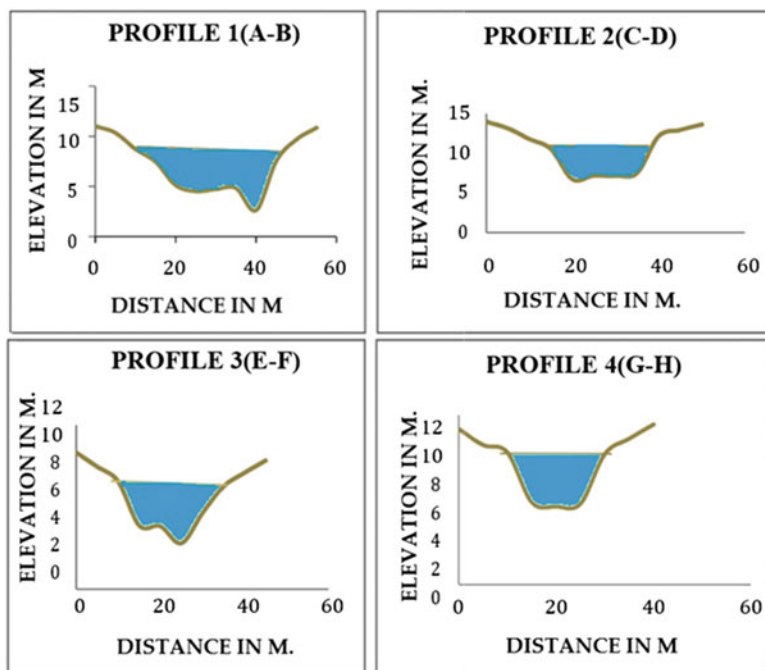 PROFILE 1(A-B)
ELEVATION IN M
15
10
5
0
0 20 40 60
DISTANCE IN M
PROFILE 2(C-D)
ELEVATION IN M.
15
10
5
0
0 20 40 60
DISTANCE IN M.
PROFILE 3(E-F)
ELEVATION IN M.
12
10
8
6
4
2
0
0 20 40 60
DISTANCE IN M.
PROFILE 4(G-H)
ELEVATION IN M.
12
10
8
6
4
2
0
0 20 40 60
DISTANCE IN M